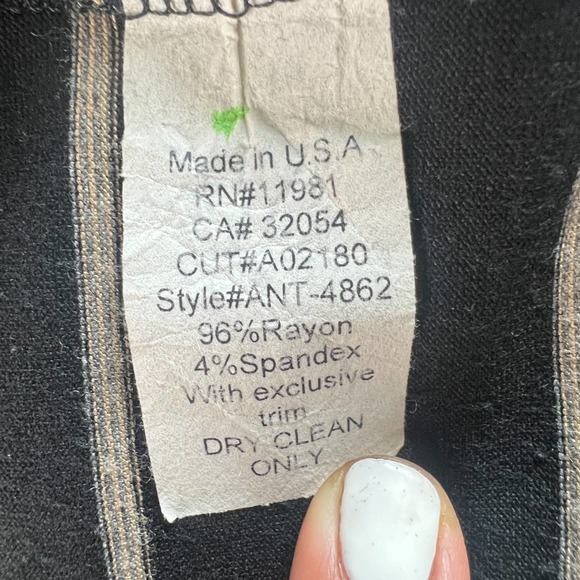 Made in U.S.A
RN#11981
CA# 32054
CUT#A02180
Style#ANT-4862
96%Rayon
4%Spandex
With exclusive
trim
DRY CLEAN
ONLY